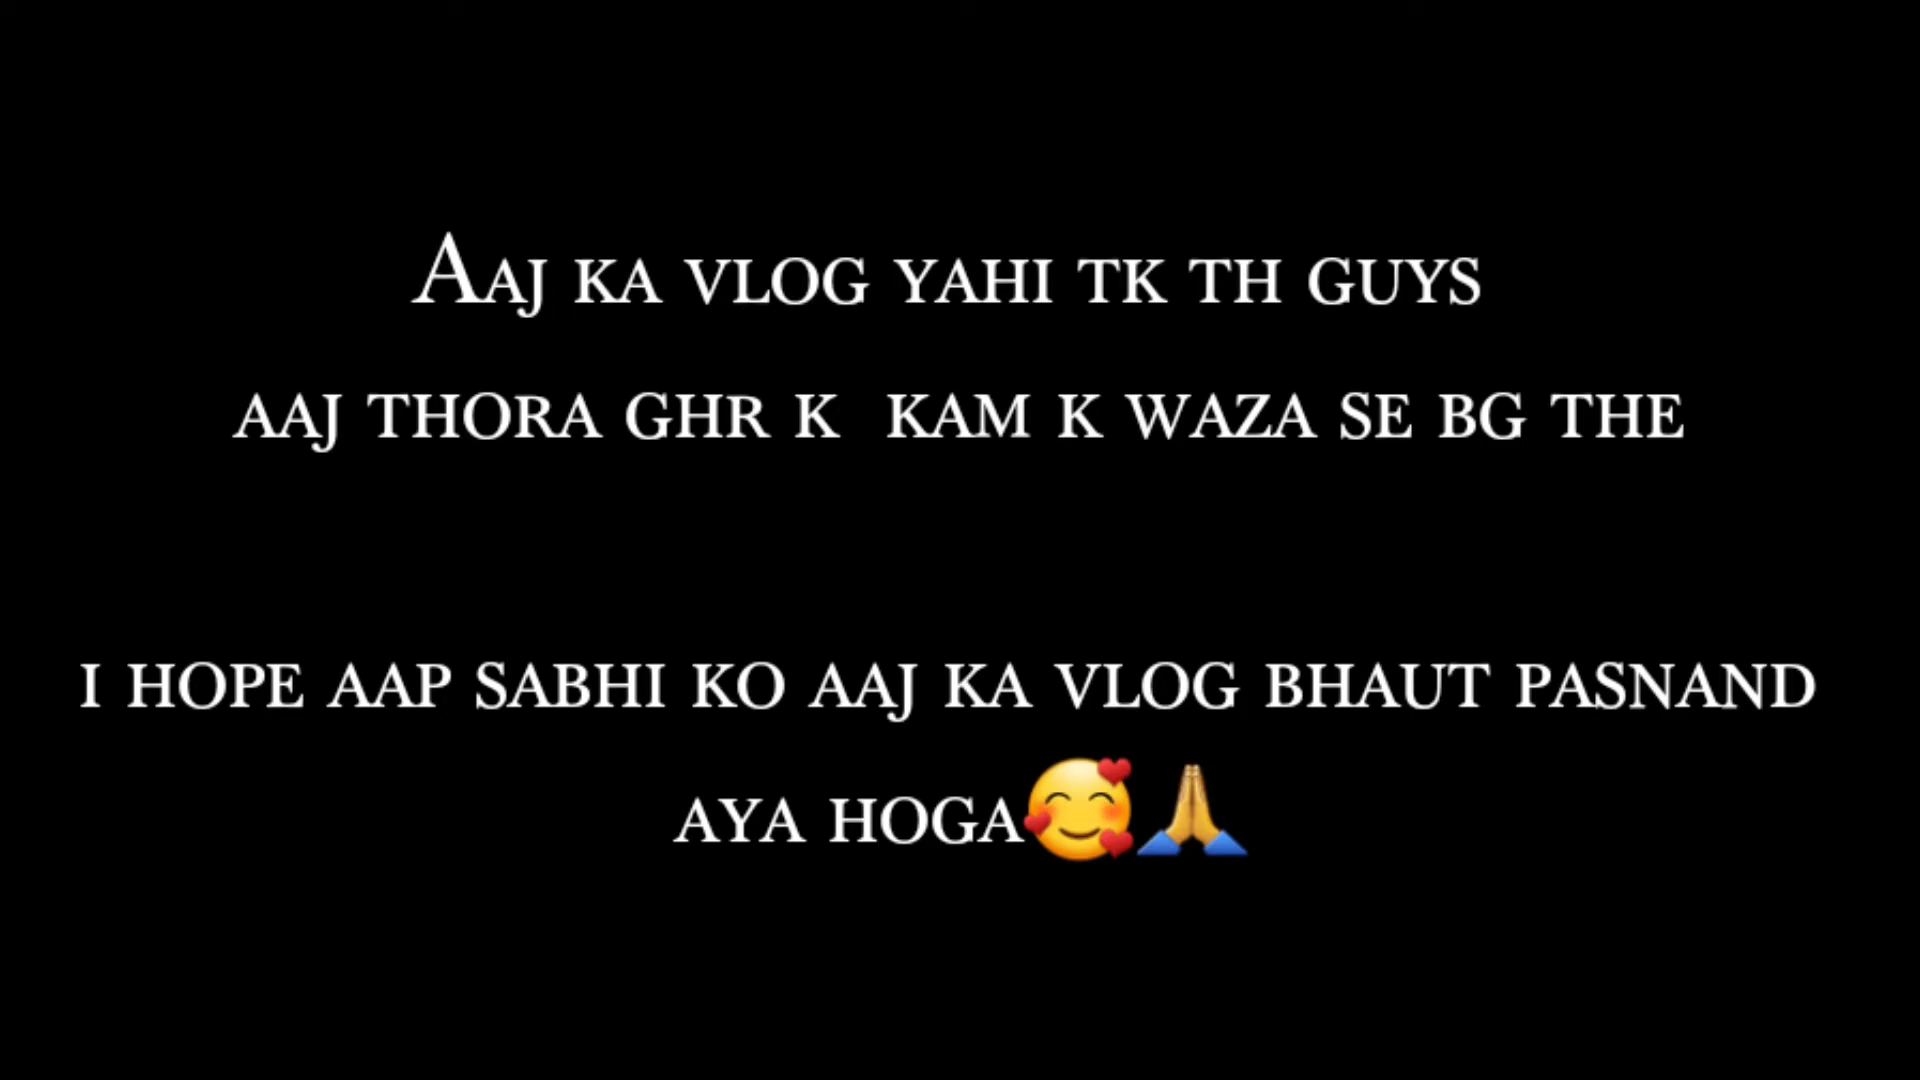 Aaj ka vlog yahi tk th guys
aaj thora ghr k  kam k waza se bg the
i hope aap sabhi ko aaj ka vlog bhaut pasnand
aya hoga🥰🙏